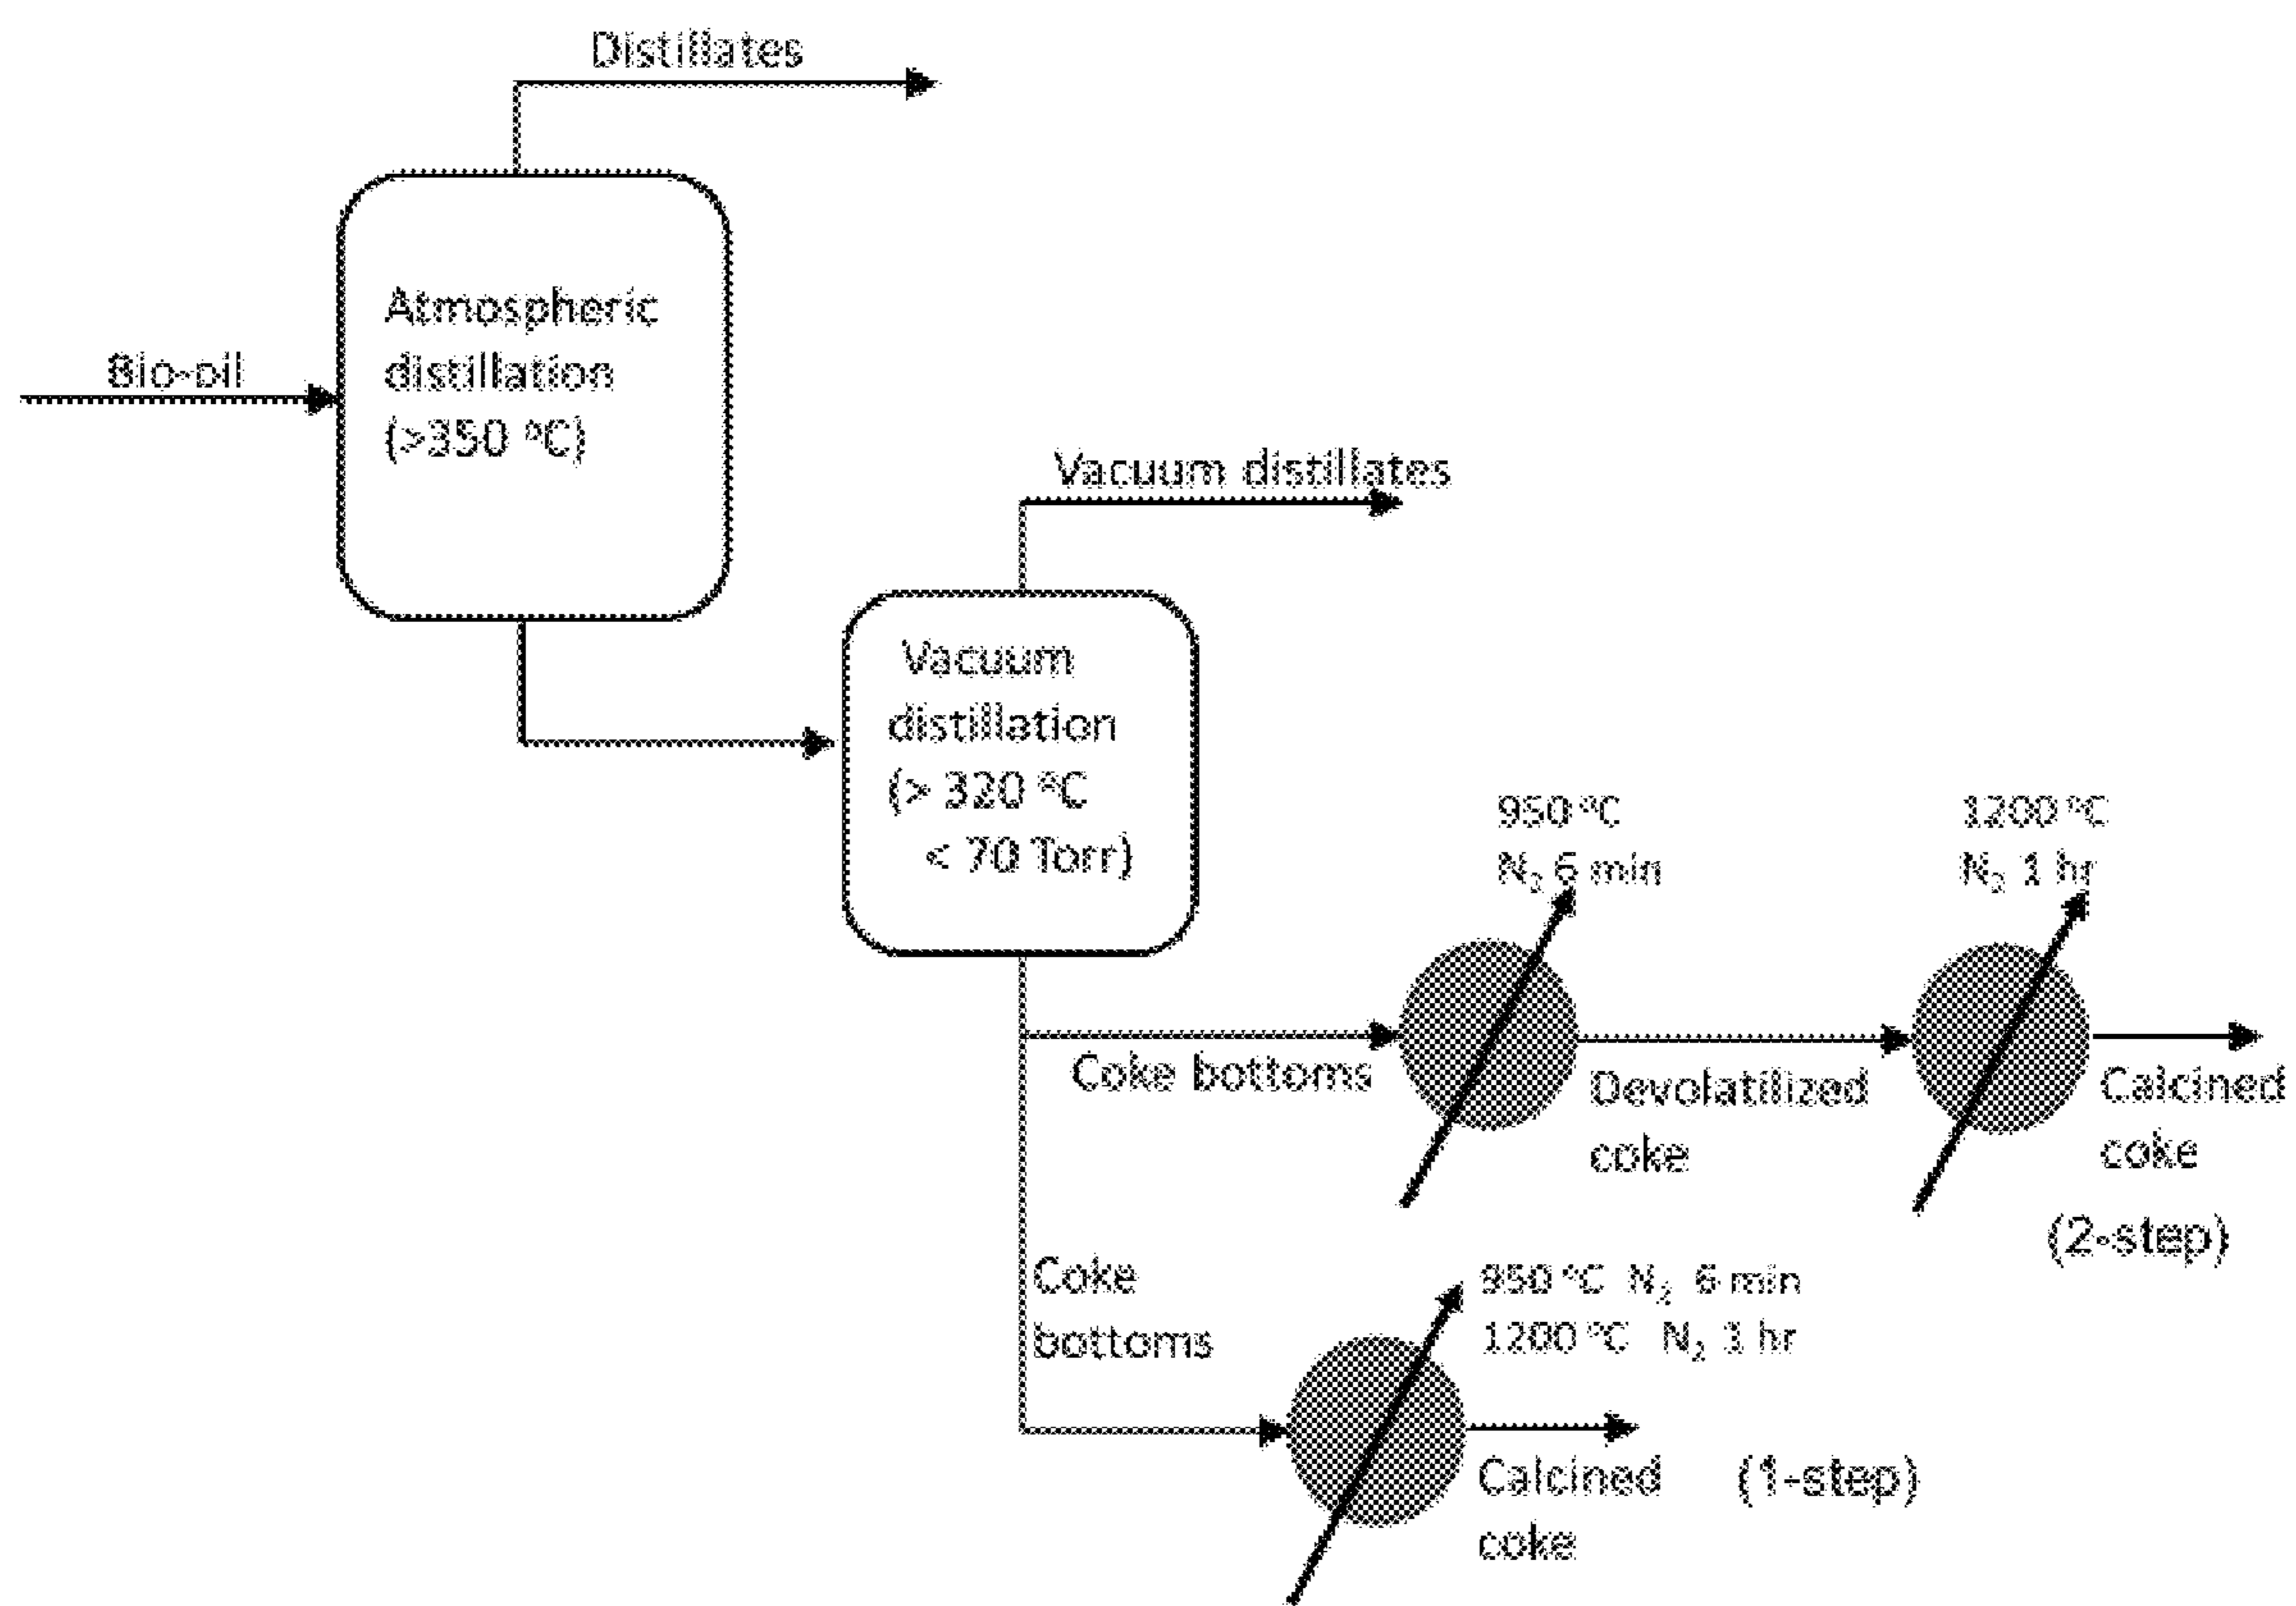 Distillates
Atmospheric
distillation
(>350 °C)
Bio-oil
Vacuum distillates
Vacuum
distillation
(> 320 °C
< 70 Torr)
950 °C
N₂ 6 min
1200 °C
N₂ 1 hr
Coke bottoms
Devolatilized
coke
Calcined
coke
(2-step)
Coke
bottoms
950 °C N₂ 6 min
1200 °C N₂ 1 hr
Calcined
coke
(1-step)